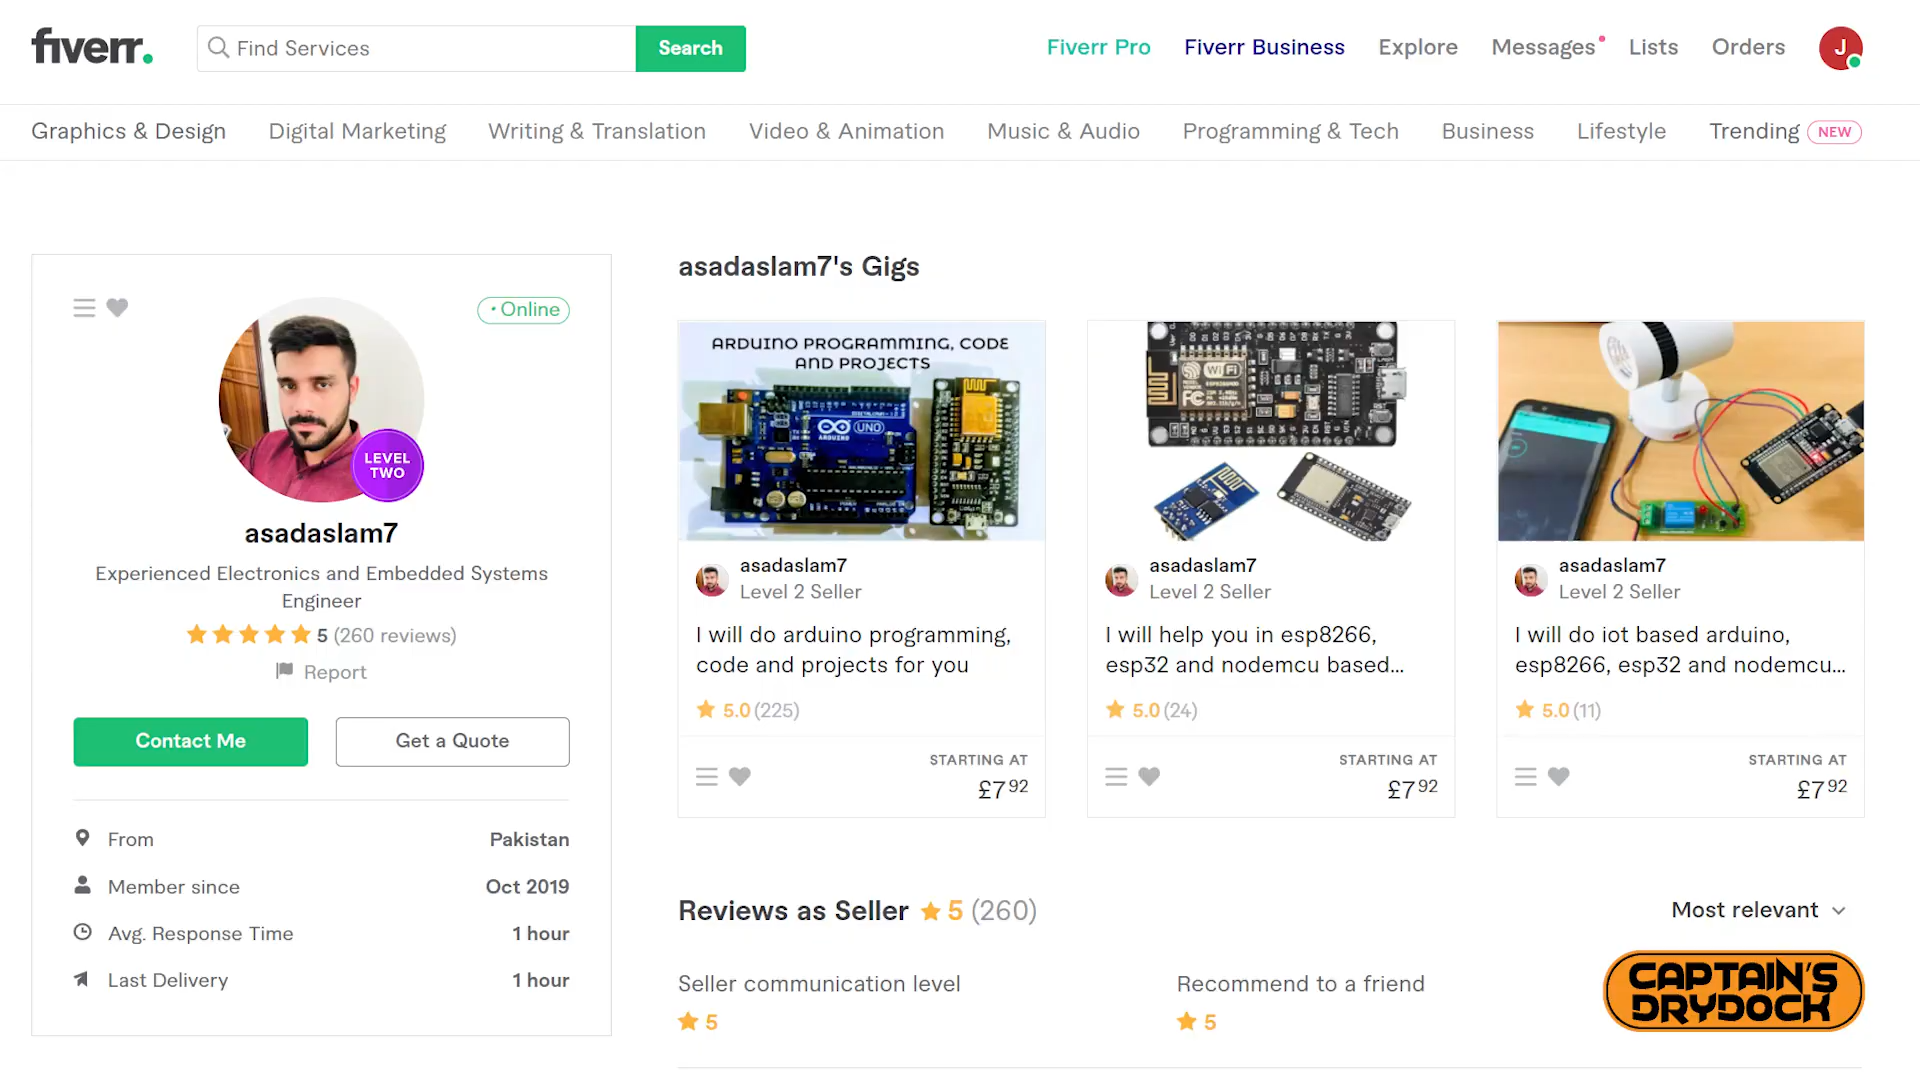 fiverr.
Find Services
Search
Fiverr Pro
Fiverr Business
Explore
Messages
Lists
Orders
J
Graphics & Design
Digital Marketing
Writing & Translation
Video & Animation
Music & Audio
Programming & Tech
Business
Lifestyle
Trending NEW
Online
LEVEL
TWO
asadaslam7
Experienced Electronics and Embedded Systems
Engineer
5 (260 reviews)
Report
Contact Me
Get a Quote
From Pakistan
Member since Oct 2019
Avg. Response Time 1 hour
Last Delivery 1 hour
asadaslam7's Gigs
ARDUINO PROGRAMMING, CODE
AND PROJECTS
UNO
ARDUINO
asadaslam7
Level 2 Seller
I will do arduino programming,
code and projects for you
5.0 (225)
STARTING AT
£7 92
WiFi
FC
asadaslam7
Level 2 Seller
I will help you in esp8266,
esp32 and nodemcu based...
5.0 (24)
STARTING AT
£7 92
asadaslam7
Level 2 Seller
I will do iot based arduino,
esp8266, esp32 and nodemcu...
5.0 (11)
STARTING AT
£7 92
Reviews as Seller 5 (260)
Most relevant
Seller communication level
5
Recommend to a friend
5
CAPTAIN'S
DRYDOCK